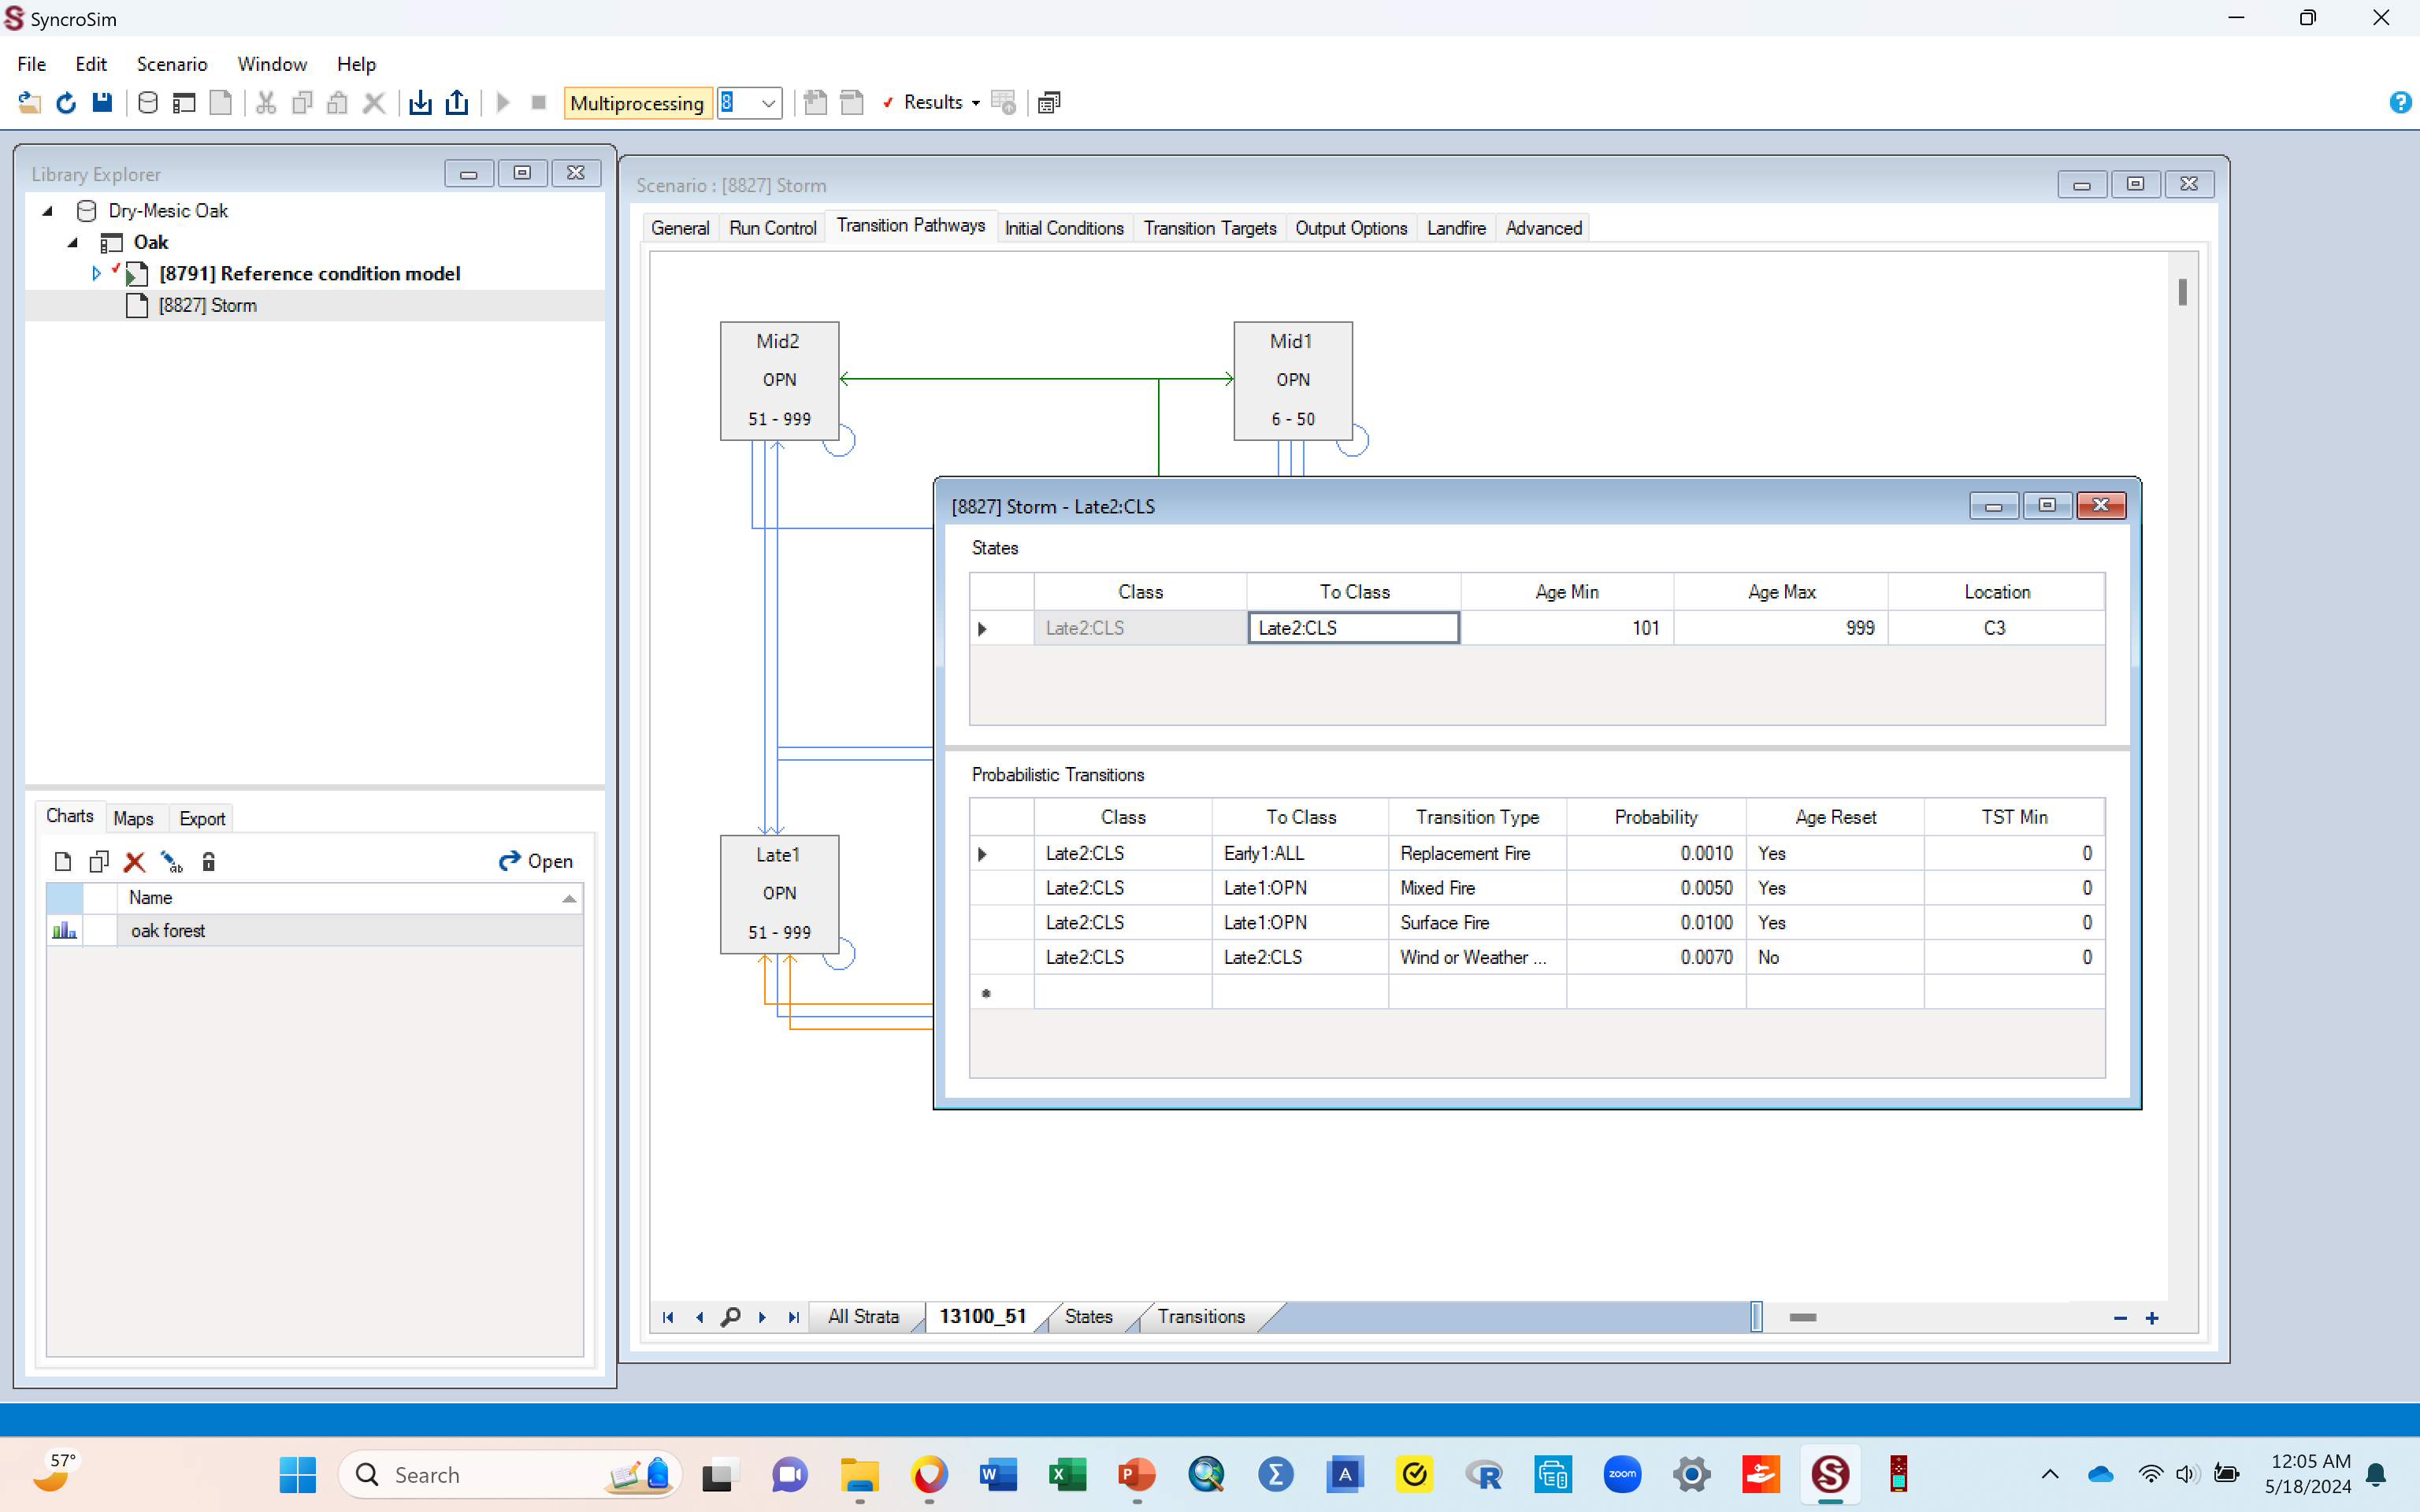 SyncroSim
File Edit Scenario Window Help
Multiprocessing 8 Results
Library Explorer
Dry-Mesic Oak
Oak
[8791] Reference condition model
[8827] Storm
Charts Maps Export
Open
Name
oak forest
Scenario : [8827] Storm
General Run Control Transition Pathways Initial Conditions Transition Targets Output Options Landfire Advanced
Mid2
OPN
51 - 999
Mid1
OPN
6 - 50
Late1
OPN
51 - 999
[8827] Storm - Late2:CLS
States
Class To Class Age Min Age Max Location
Late2:CLS Late2:CLS 101 999 C3
Probabilistic Transitions
Class To Class Transition Type Probability Age Reset TST Min
Late2:CLS Early1:ALL Replacement Fire 0.0010 Yes 0
Late2:CLS Late1:OPN Mixed Fire 0.0050 Yes 0
Late2:CLS Late1:OPN Surface Fire 0.0100 Yes 0
Late2:CLS Late2:CLS Wind or Weather ... 0.0070 No 0
All Strata 13100_51 States Transitions
57°
Search
zoom
12:05 AM
5/18/2024